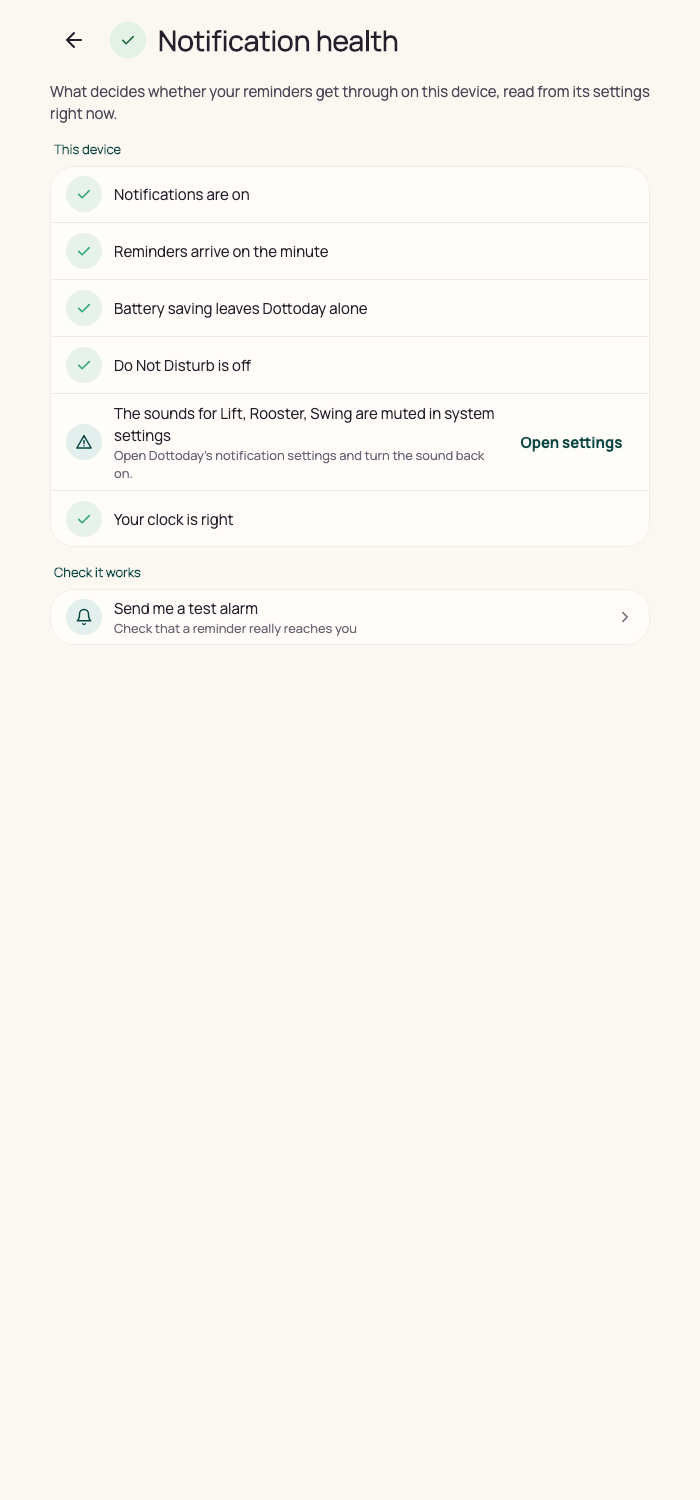 Notification health
What decides whether your reminders get through on this device, read from its settings
right now.
This device
Notifications are on
Reminders arrive on the minute
Battery saving leaves Dottoday alone
Do Not Disturb is off
The sounds for Lift, Rooster, Swing are muted in system
settings
Open Dottoday's notification settings and turn the sound back
on.
Open settings
Your clock is right
Check it works
Send me a test alarm
Check that a reminder really reaches you